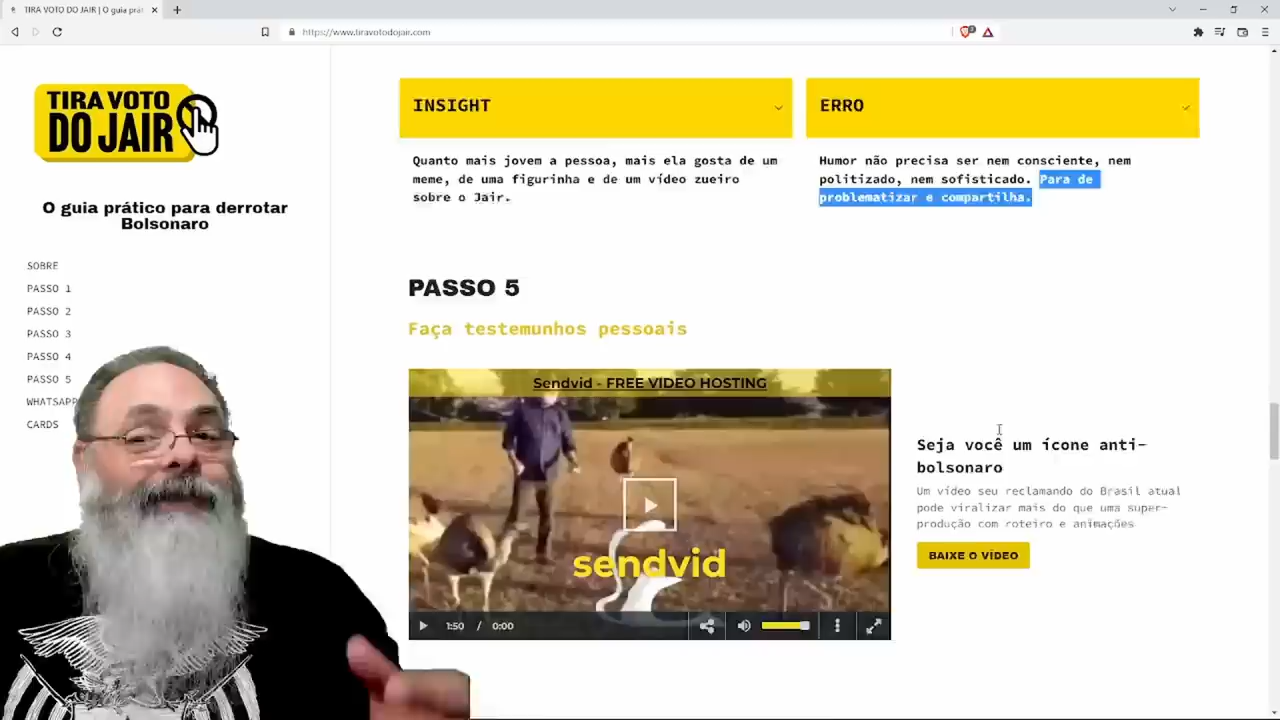 TIRA VOTO DO JAIR | O guia prát
https://www.tiravotodojair.com
TIRA VOTO
DO JAIR
O guia prático para derrotar
Bolsonaro
SOBRE
PASSO 1
PASSO 2
PASSO 3
PASSO 4
PASSO 5
WHATSAPP
CARDS
INSIGHT
Quanto mais jovem a pessoa, mais ela gosta de um
meme, de uma figurinha e de um vídeo zueiro
sobre o Jair.
ERRO
Humor não precisa ser nem consciente, nem
politizado, nem sofisticado. Para de
problematizar e compartilha.
PASSO 5
Faça testemunhos pessoais
Sendvid - FREE VIDEO HOSTING
sendvid
1:50 / 0:00
Seja você um ícone anti-
bolsonaro
Um vídeo seu reclamando do Brasil atual
pode viralizar mais do que uma super-
produção com roteiro e animações
BAIXE O VÍDEO